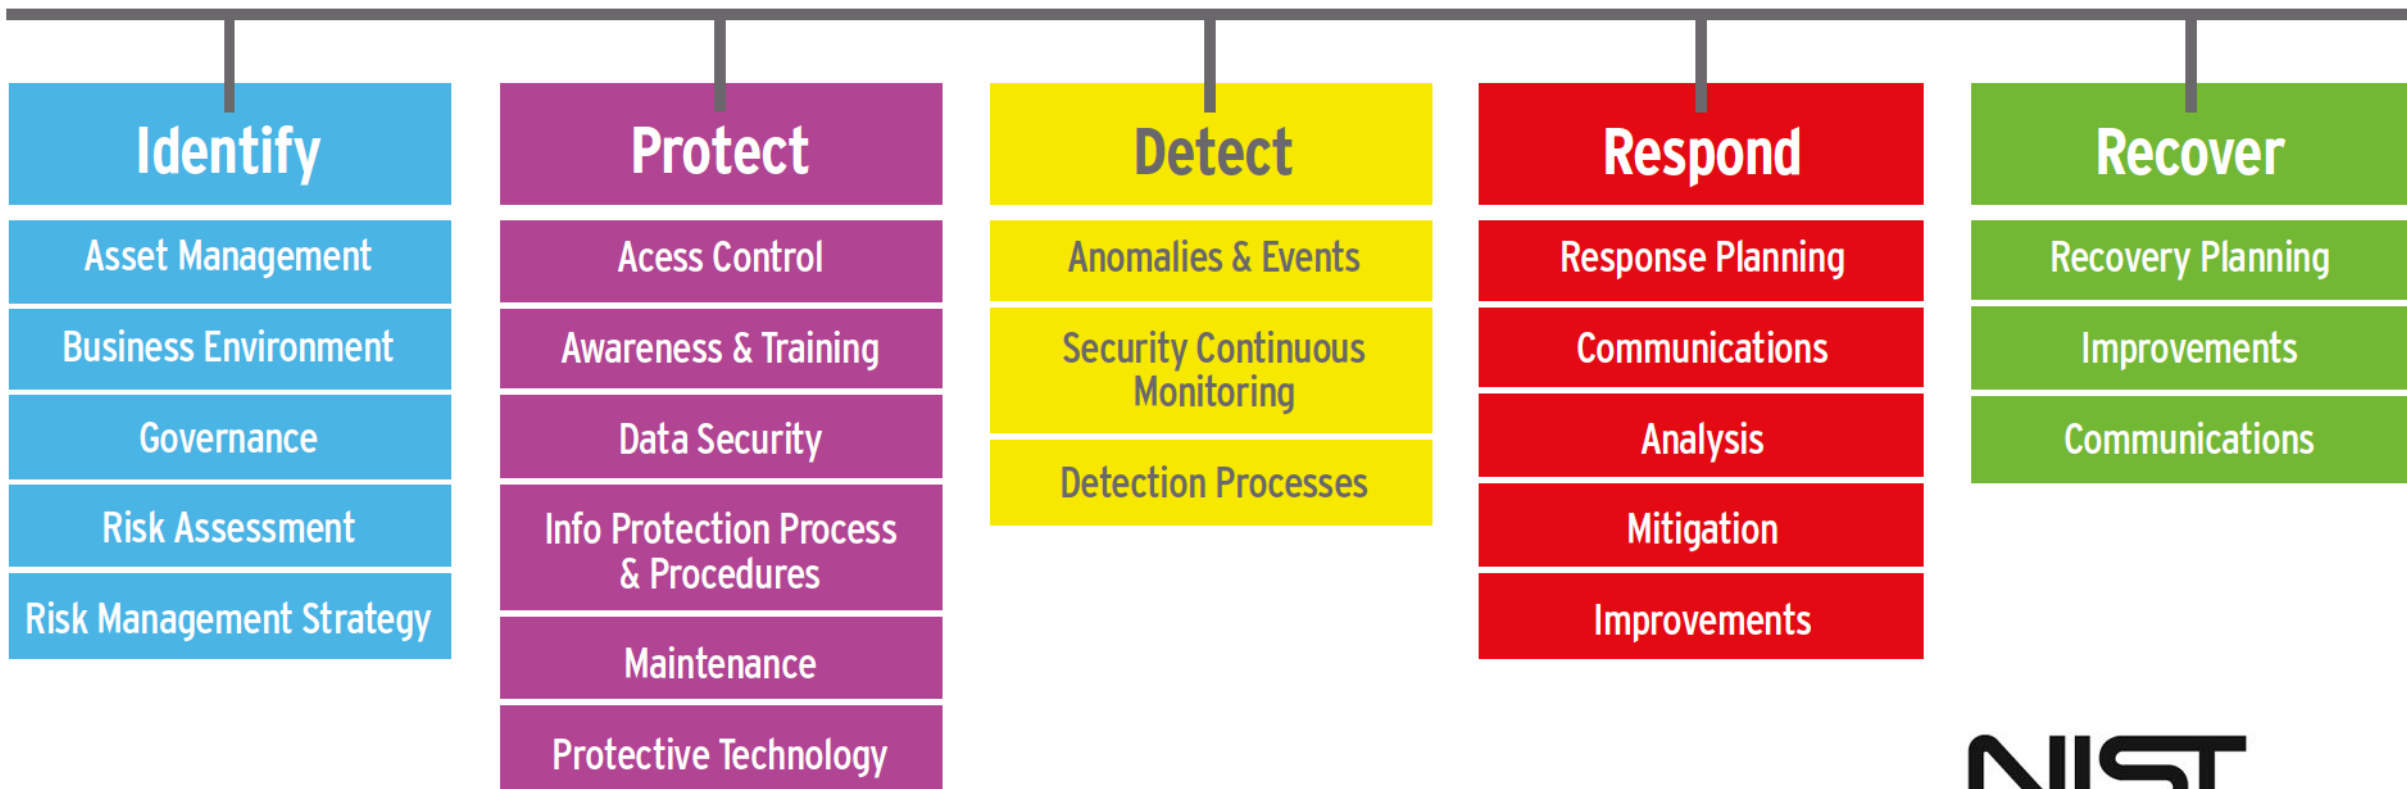 Identify
Asset Management
Business Environment
Governance
Risk Assessment
Risk Management Strategy
Protect
Acess Control
Awareness & Training
Data Security
Info Protection Process
& Procedures
Maintenance
Protective Technology
Detect
Anomalies & Events
Security Continuous
Monitoring
Detection Processes
Respond
Response Planning
Communications
Analysis
Mitigation
Improvements
Recover
Recovery Planning
Improvements
Communications
NIST